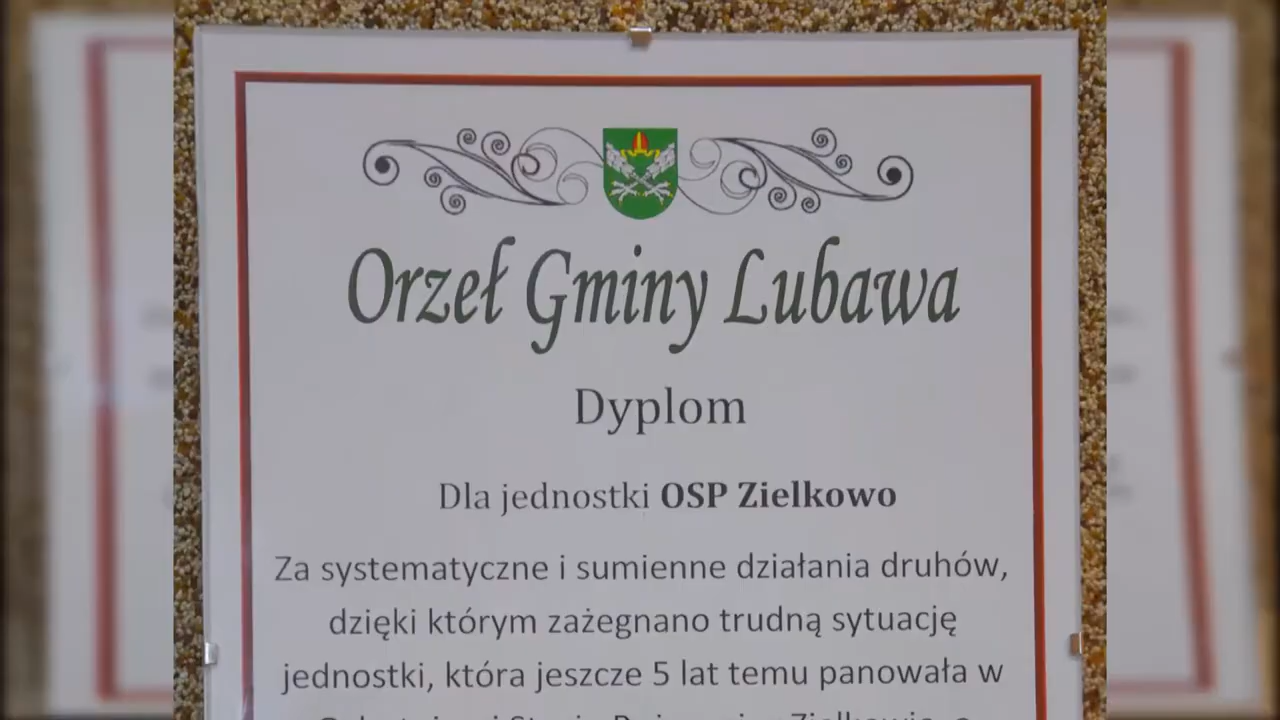 Orzeł Gminy Lubawa
Dyplom
Dla jednostki OSP Zielkowo
Za systematyczne i sumienne działania druhów,
dzięki którym zażegnano trudną sytuację
jednostki, która jeszcze 5 lat temu panowała w